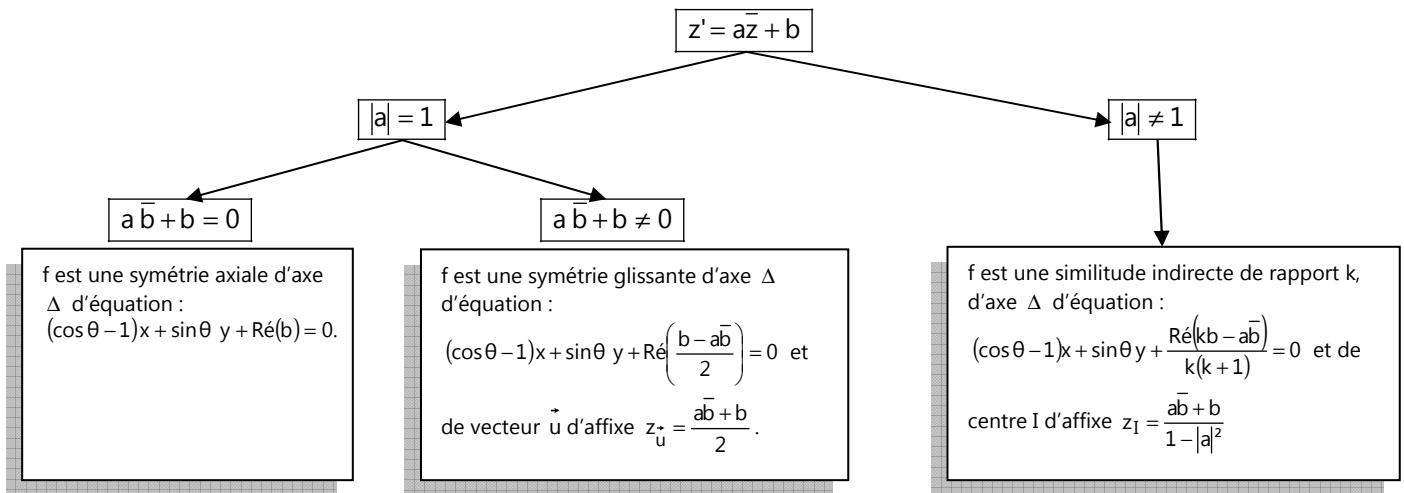 z' = az̅ + b
|a| = 1
|a| ≠ 1
a b̅ + b = 0
a b̅ + b ≠ 0
f est une symétrie axiale d'axe
Δ d'équation :
(cos θ − 1)x + sin θ y + Ré(b) = 0.
f est une symétrie glissante d'axe Δ
d'équation :
(cos θ − 1)x + sin θ y + Ré((b − ab̅)/2) = 0 et
de vecteur u⃗ d'affixe z_u⃗ = (ab̅ + b)/2 .
f est une similitude indirecte de rapport k,
d'axe Δ d'équation :
(cos θ − 1)x + sin θ y + Ré(kb − ab̅)/(k(k + 1)) = 0 et de
centre I d'affixe z_I = (ab̅ + b)/(1 − |a|²)